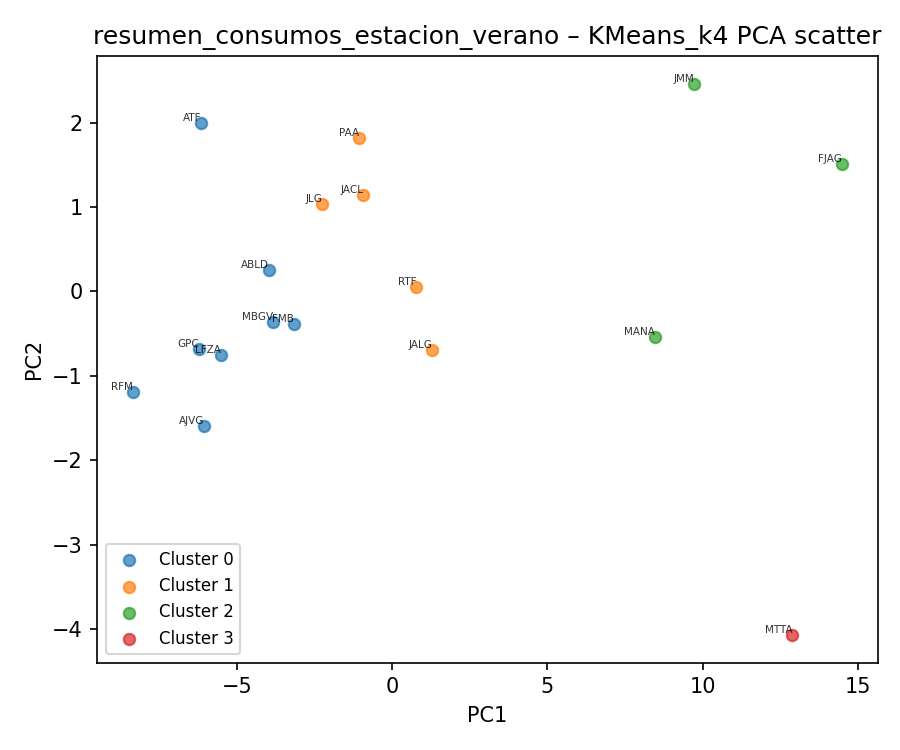 resumen_consumos_estacion_verano – KMeans_k4 PCA scatter
JMM
ATF
PAA
FJAG
JACL
JLG
ABLD
RTF
MBGV
GPC
LFZA
MANA
JALG
RFM
AJVG
MTTA
2
1
0
−1
−2
−3
−4
PC2
Cluster 0
Cluster 1
Cluster 2
Cluster 3
−5
0
5
10
15
PC1